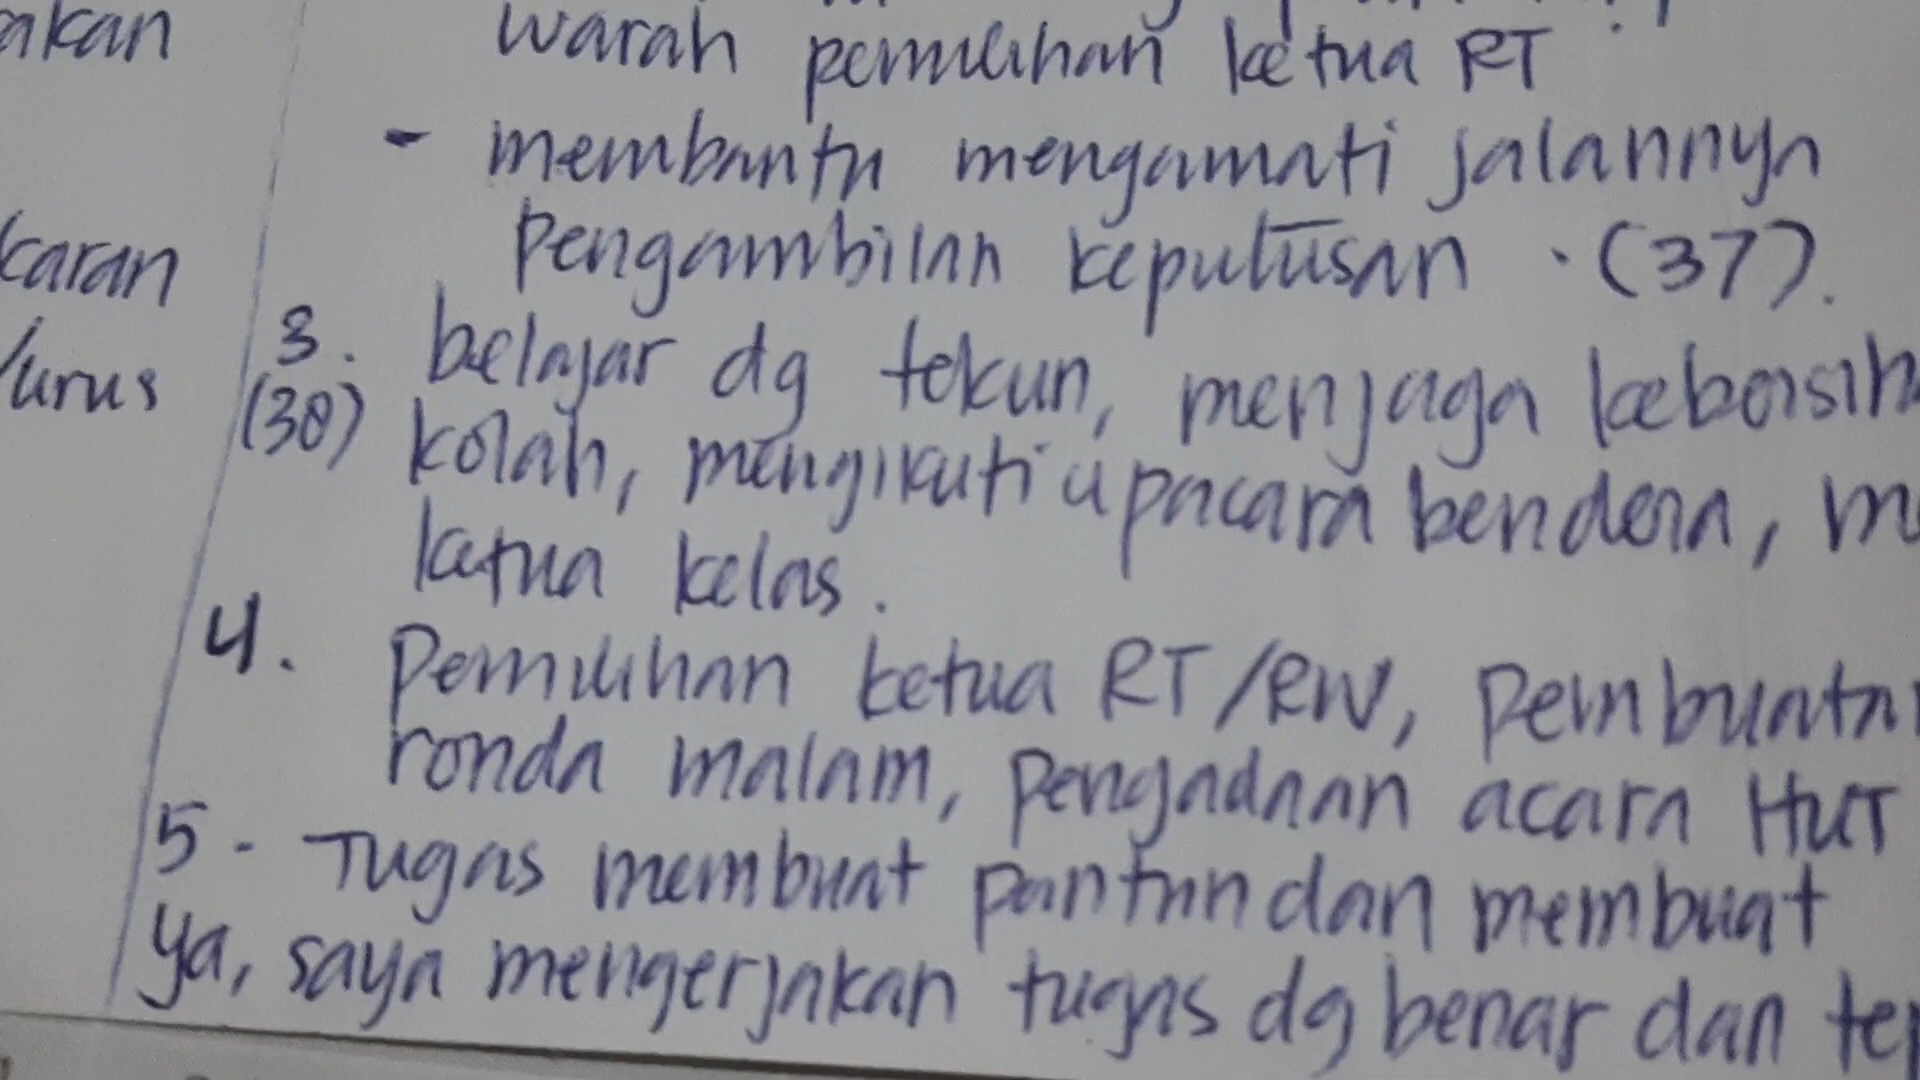 akan
karan
urus
warah pemilihan ketua RT
- membantu mengamati jalannya
pengambilan keputusan. (37).
3. belajar dg tekun, menjaga kebersih
(38) kolah, mengikuti upacara bendera, m
ketua kelas.
4. Pemilihan ketua RT/RW, pembuata
ronda malam, pengadaan acara HUT
5. Tugas membuat pantun dan membuat
ya, saya mengerjakan tugas dg benar dan te